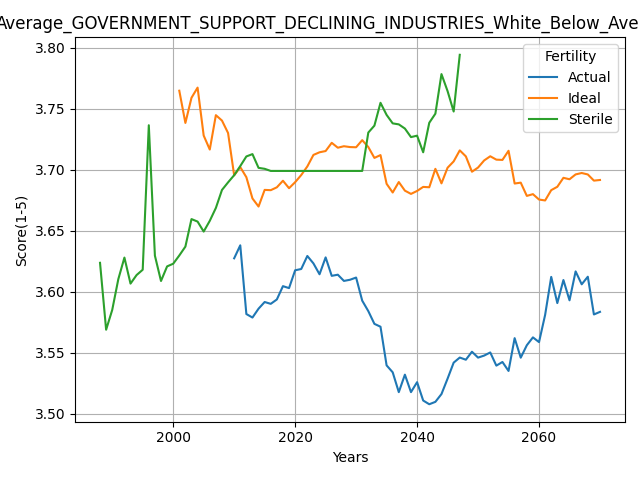 Average_GOVERNMENT_SUPPORT_DECLINING_INDUSTRIES_White_Below_Ave
Fertility
Actual
Ideal
Sterile
3.80
3.75
3.70
3.65
3.60
3.55
3.50
Score(1-5)
2000 2020 2040 2060
Years